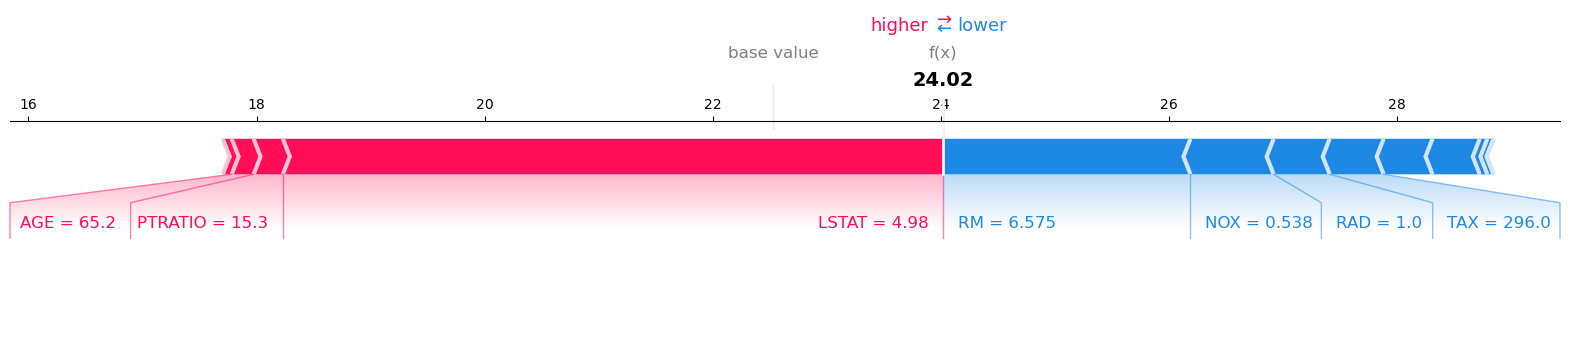 higher ⇄ lower
base value f(x)
24.02
16 18 20 22 24 26 28
AGE = 65.2 PTRATIO = 15.3 LSTAT = 4.98 RM = 6.575 NOX = 0.538 RAD = 1.0 TAX = 296.0